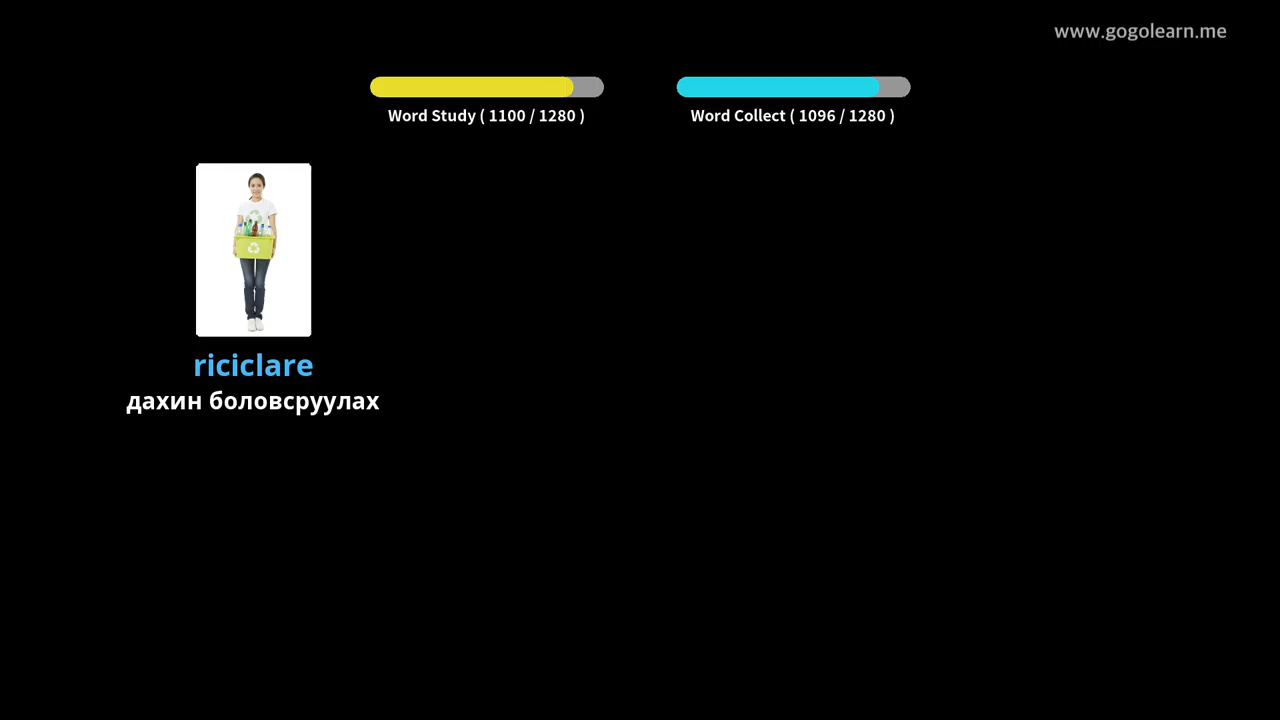 www.gogolearn.me
Word Study ( 1100 / 1280 )
Word Collect ( 1096 / 1280 )
riciclare
дахин боловсруулах